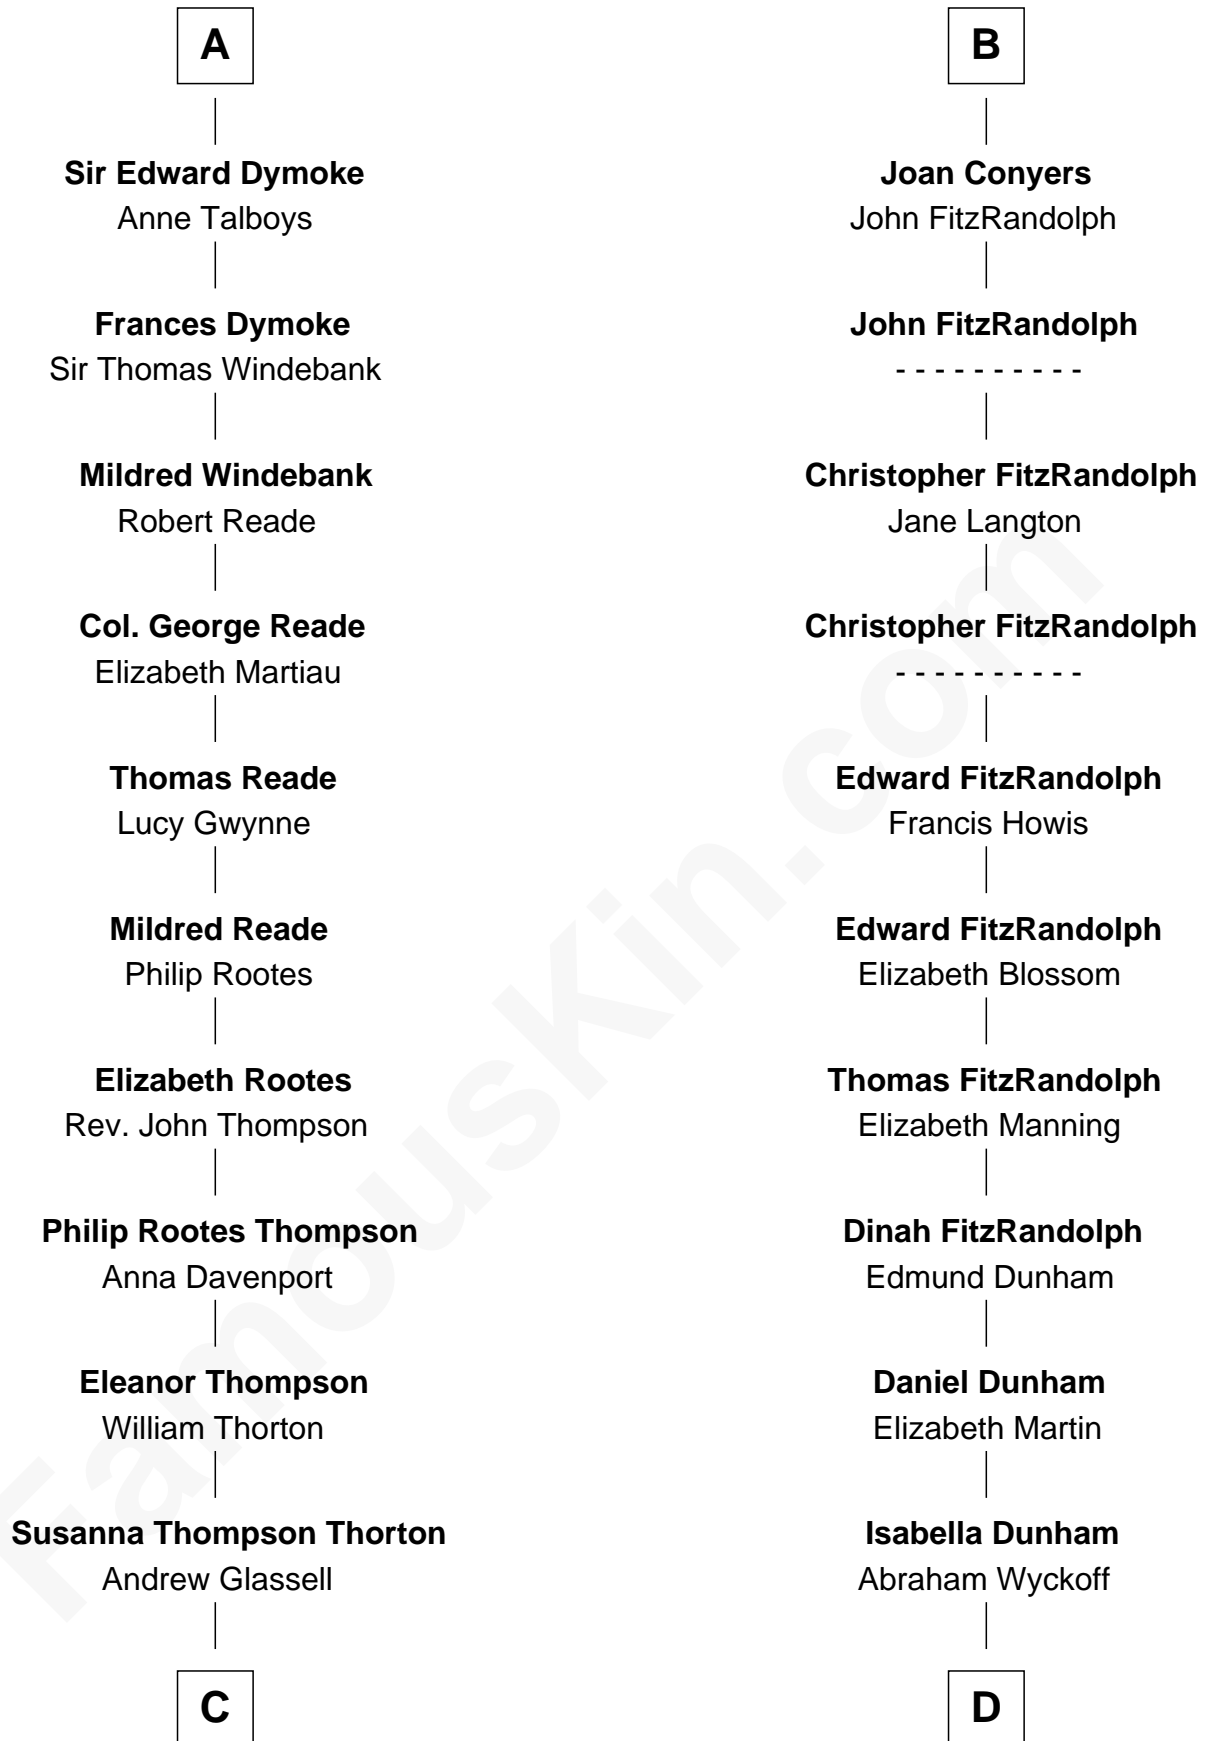 A
Sir Edward Dymoke
Anne Talboys
Frances Dymoke
Sir Thomas Windebank
Mildred Windebank
Robert Reade
Col. George Reade
Elizabeth Martiau
Thomas Reade
Lucy Gwynne
Mildred Reade
Philip Rootes
Elizabeth Rootes
Rev. John Thompson
Philip Rootes Thompson
Anna Davenport
Eleanor Thompson
William Thorton
Susanna Thompson Thorton
Andrew Glassell
C
B
Joan Conyers
John FitzRandolph
John FitzRandolph
- - - - - - - - - -
Christopher FitzRandolph
Jane Langton
Christopher FitzRandolph
- - - - - - - - - -
Edward FitzRandolph
Francis Howis
Edward FitzRandolph
Elizabeth Blossom
Thomas FitzRandolph
Elizabeth Manning
Dinah FitzRandolph
Edmund Dunham
Daniel Dunham
Elizabeth Martin
Isabella Dunham
Abraham Wyckoff
D
FamousKin.com